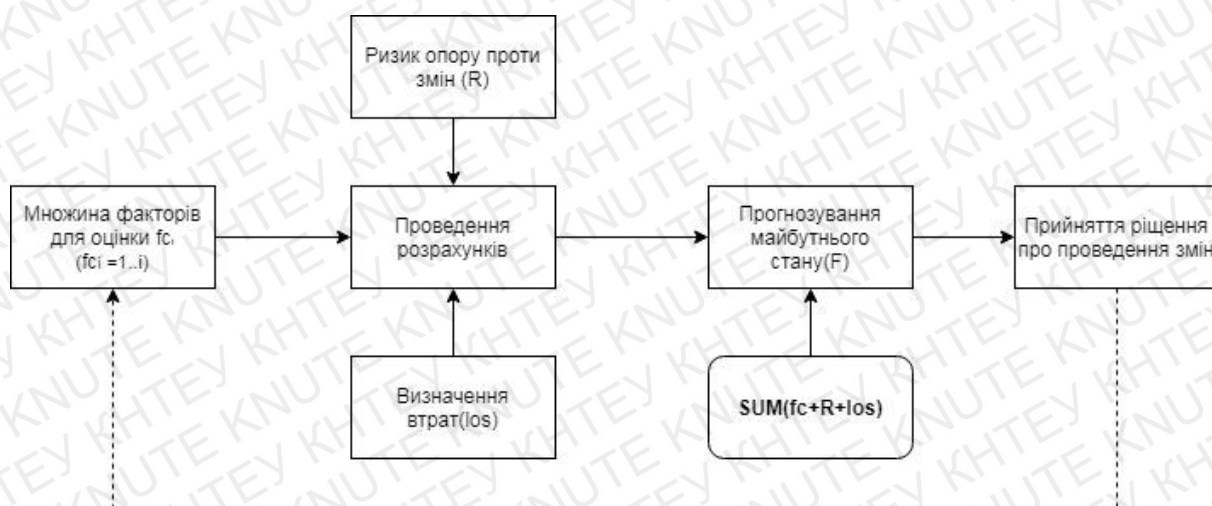 Ризик опору проти
змін (R)
Множина факторів
для оцінки fcᵢ
(fci =1..i)
Проведення
розрахунків
Прогнозування
майбутнього
стану(F)
Прийняття ріщення
про проведення змін
Визначення
втрат(los)
SUM(fc+R+los)